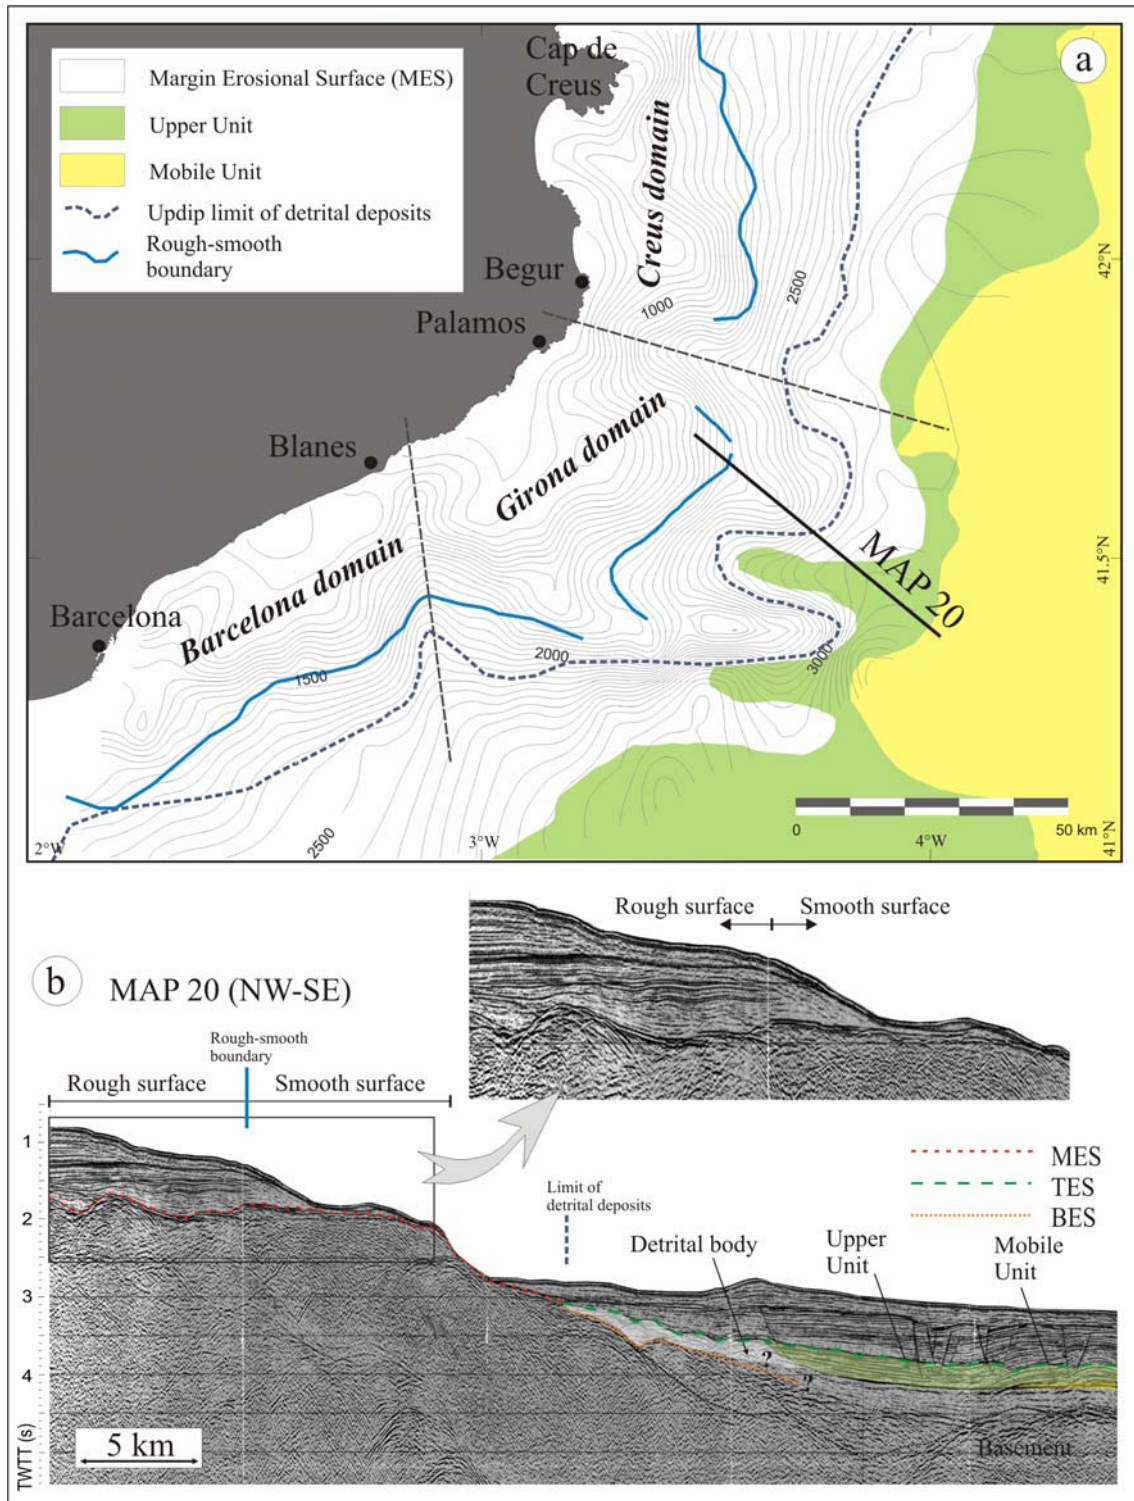 a
Margin Erosional Surface (MES)
Upper Unit
Mobile Unit
Updip limit of detrital deposits
Rough-smooth
boundary
Cap de
Creus
Creus domain
Begur
Palamos
Blanes
Barcelona
Girona domain
Barcelona domain
MAP 20
1000
2500
1500
2000
3000
2500
42°N
41.5°N
41°N
2°W
3°W
4°W
0
50 km
Rough surface
Smooth surface
b
MAP 20 (NW-SE)
Rough-smooth
boundary
Rough surface
Smooth surface
MES
TES
BES
Limit of
detrital deposits
Detrital body
Upper
Unit
Mobile
Unit
1
2
3
4
TWTT (s)
?
?
5 km
Basement